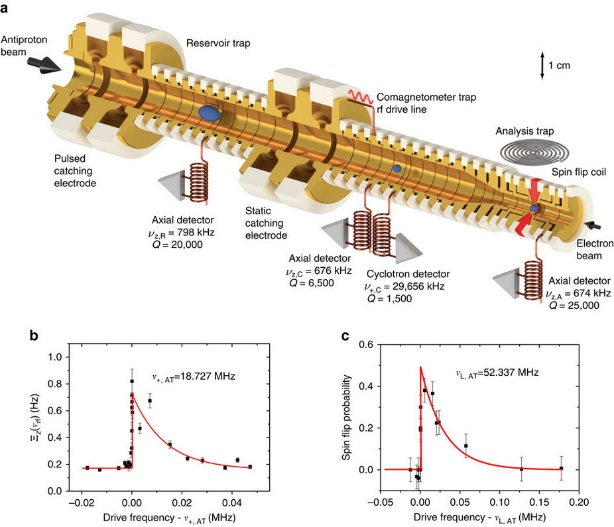 a
Antiproton
beam
Reservoir trap
1 cm
Comagnetometer trap
rf drive line
Analysis trap
Spin flip coil
Pulsed
catching
electrode
Axial detector
ν_z,R = 798 kHz
Q = 20,000
Static
catching
electrode
Axial detector
ν_z,C = 676 kHz
Q = 6,500
Cyclotron detector
ν_+,C = 29,656 kHz
Q = 1,500
Electron
beam
Axial detector
ν_z,A = 674 kHz
Q = 25,000
b
ν_+, AT=18.727 MHz
Ξ_z(ν_rf) (Hz)
1.0
0.8
0.6
0.4
0.2
0.0
−0.02 0.00 0.02 0.04
Drive frequency - ν_+, AT (MHz)
c
ν_L, AT=52.337 MHz
Spin flip probability
0.6
0.4
0.2
0.0
−0.05 0.00 0.05 0.10 0.15 0.20
Drive frequency - ν_L, AT (MHz)